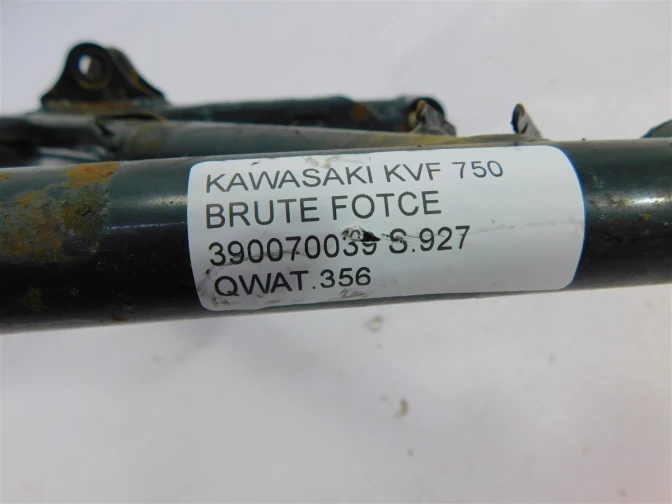 KAWASAKI KVF 750
BRUTE FOTCE
390070039 S.927
QWAT.356